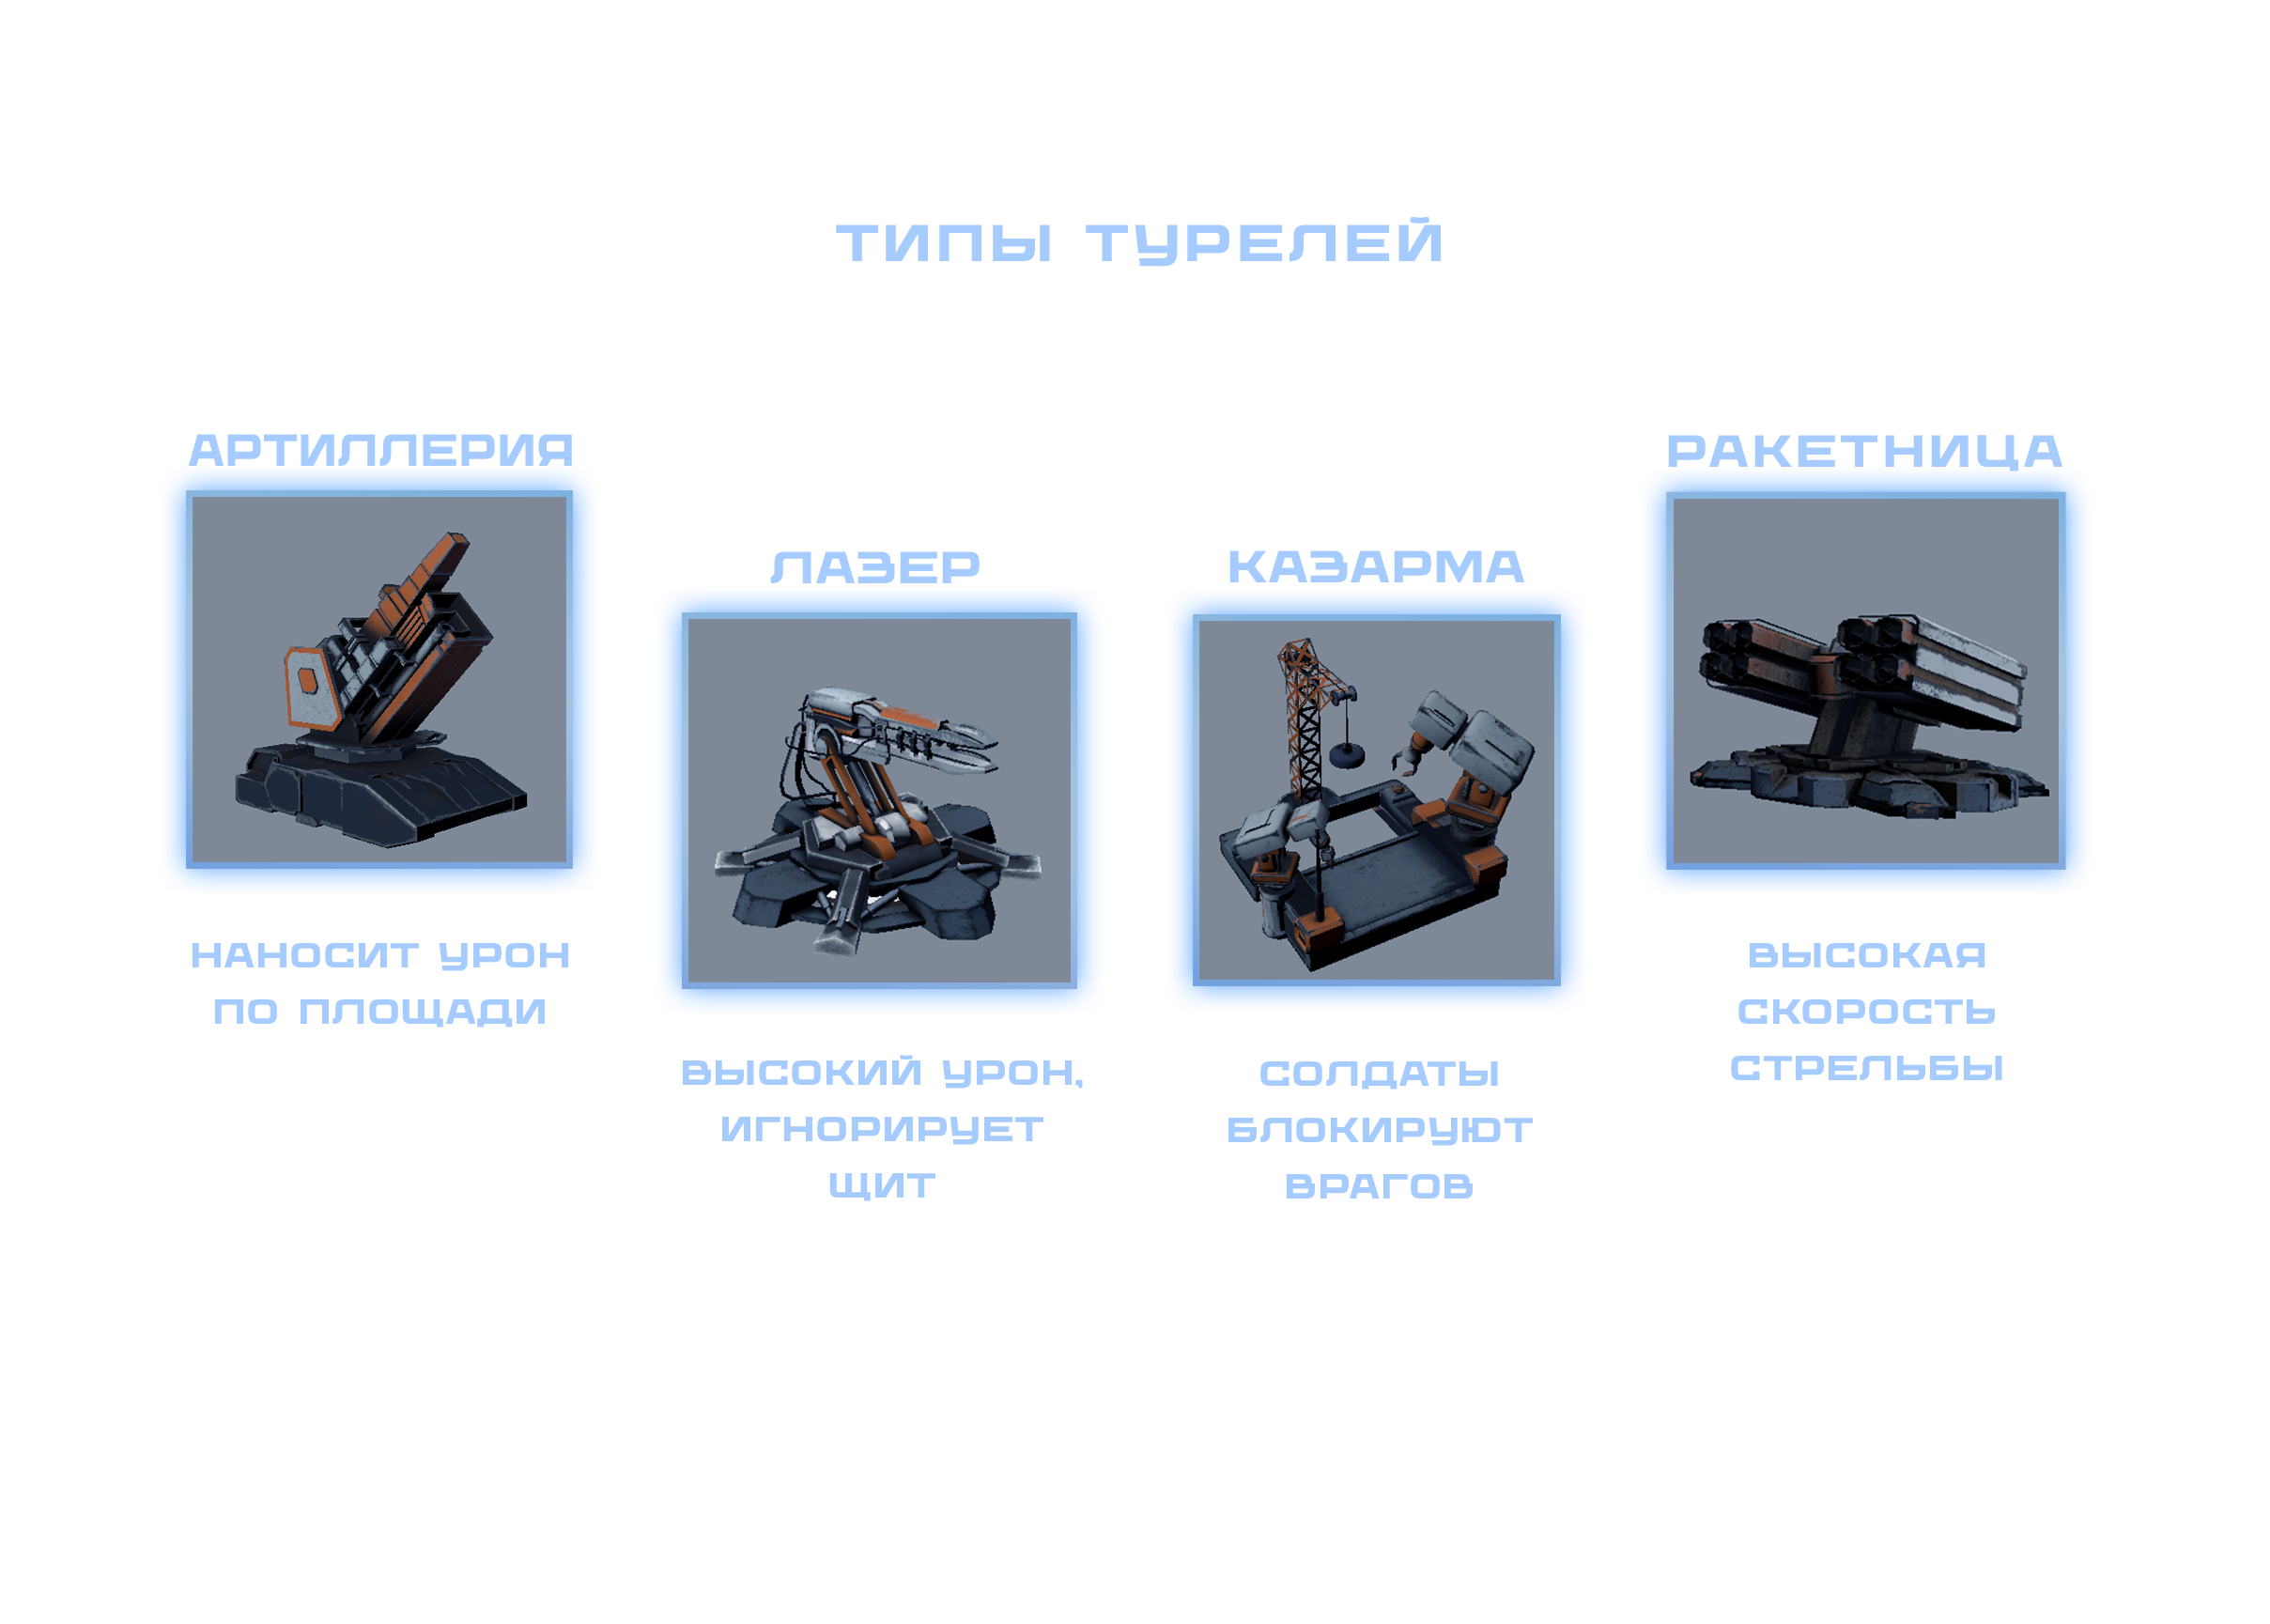 ТИПЫ ТУРЕЛЕЙ
АРТИЛЛЕРИЯ
НАНОСИТ УРОН
ПО ПЛОЩАДИ
ЛАЗЕР
ВЫСОКИЙ УРОН,
ИГНОРИРУЕТ
ЩИТ
КАЗАРМА
СОЛДАТЫ
БЛОКИРУЮТ
ВРАГОВ
РАКЕТНИЦА
ВЫСОКАЯ
СКОРОСТЬ
СТРЕЛЬБЫ